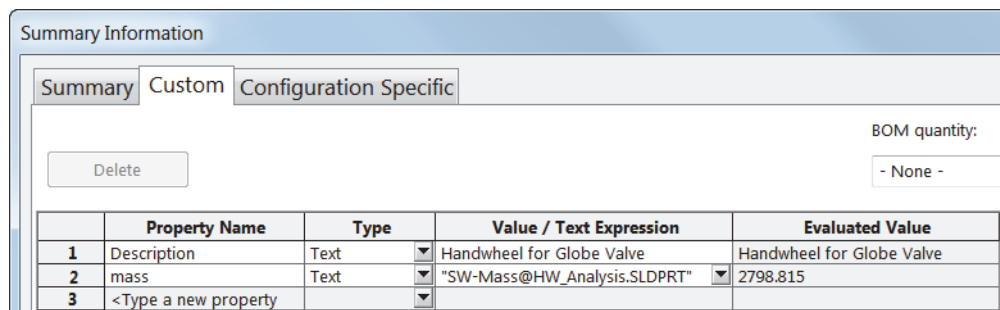 Summary Information
Summary Custom Configuration Specific
BOM quantity:
Delete - None -
Property Name Type Value / Text Expression Evaluated Value
1 Description Text Handwheel for Globe Valve Handwheel for Globe Valve
2 mass Text "SW-Mass@HW_Analysis.SLDPRT" 2798.815
3 <Type a new property